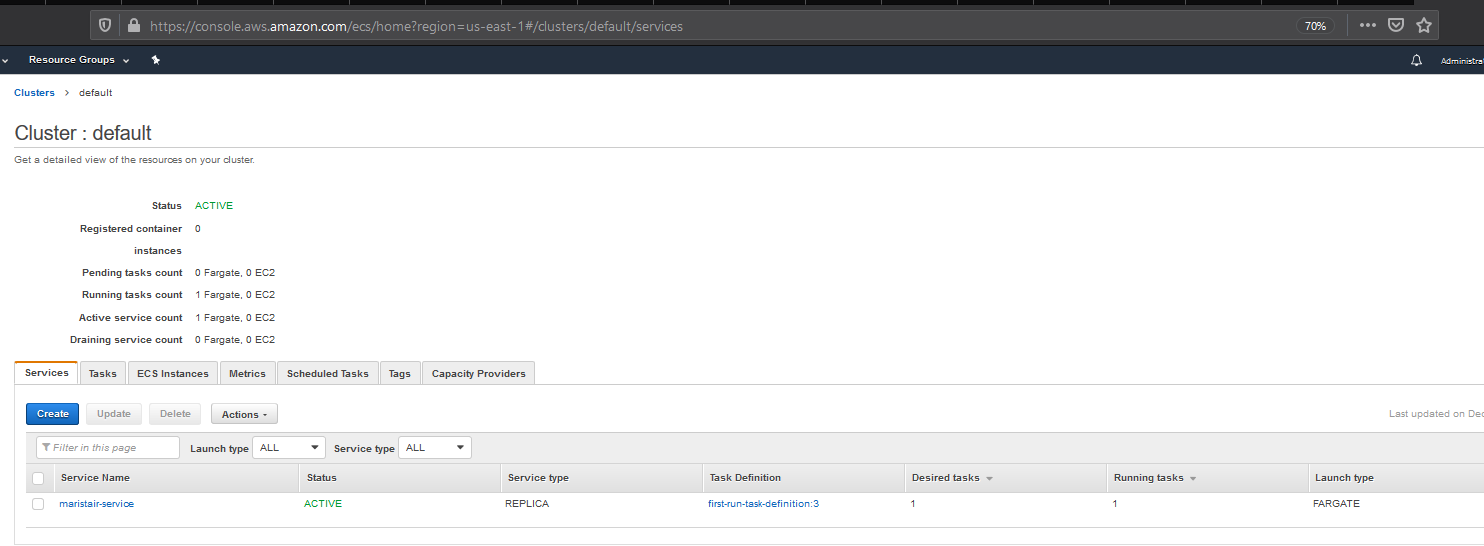 https://console.aws.amazon.com/ecs/home?region=us-east-1#/clusters/default/services 70%
Resource Groups
Clusters > default
Cluster : default
Get a detailed view of the resources on your cluster.
Status ACTIVE
Registered container 0
instances
Pending tasks count 0 Fargate, 0 EC2
Running tasks count 1 Fargate, 0 EC2
Active service count 1 Fargate, 0 EC2
Draining service count 0 Fargate, 0 EC2
Services Tasks ECS Instances Metrics Scheduled Tasks Tags Capacity Providers
Create Update Delete Actions
Last updated on
Filter in this page Launch type ALL Service type ALL
Service Name Status Service type Task Definition Desired tasks Running tasks Launch type
maristair-service ACTIVE REPLICA first-run-task-definition:3 1 1 FARGATE